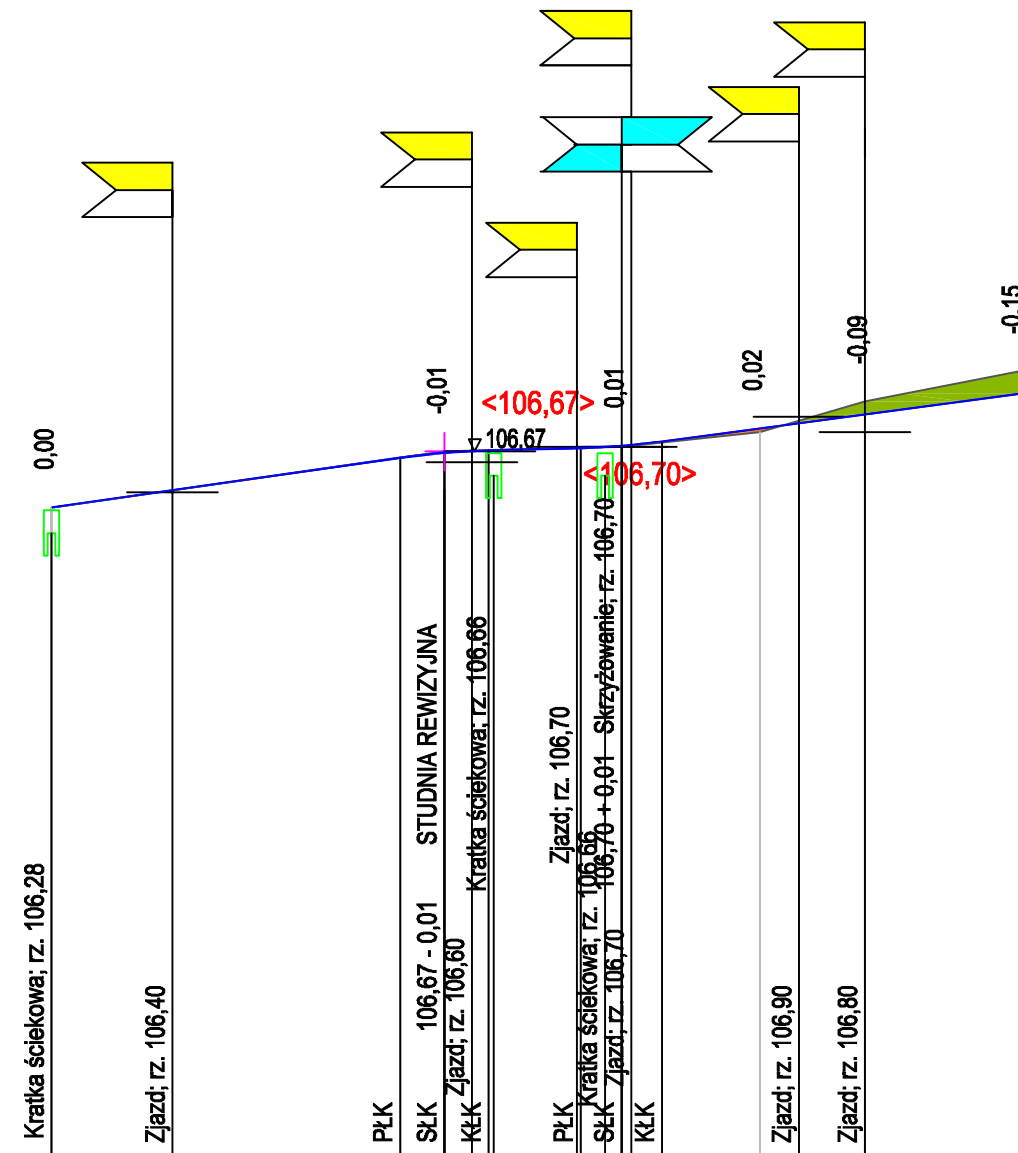 0,00
-0,01
<106,67>
106,67
0,01
<106,70>
0,02
-0,09
-0,15
Kratka ściekowa; rz. 106,28
Zjazd; rz. 106,40
PŁK
106,67 - 0,01 STUDNIA REWIZYJNA
SŁK
Zjazd; rz. 106,60
KŁK
Kratka ściekowa; rz. 106,66
Zjazd; rz. 106,70
PŁK
Kratka ściekowa; rz. 106,66
106,70 + 0,01 Skrzyżowanie; rz. 106,70
SŁK
Zjazd; rz. 106,70
KŁK
Zjazd; rz. 106,90
Zjazd; rz. 106,80